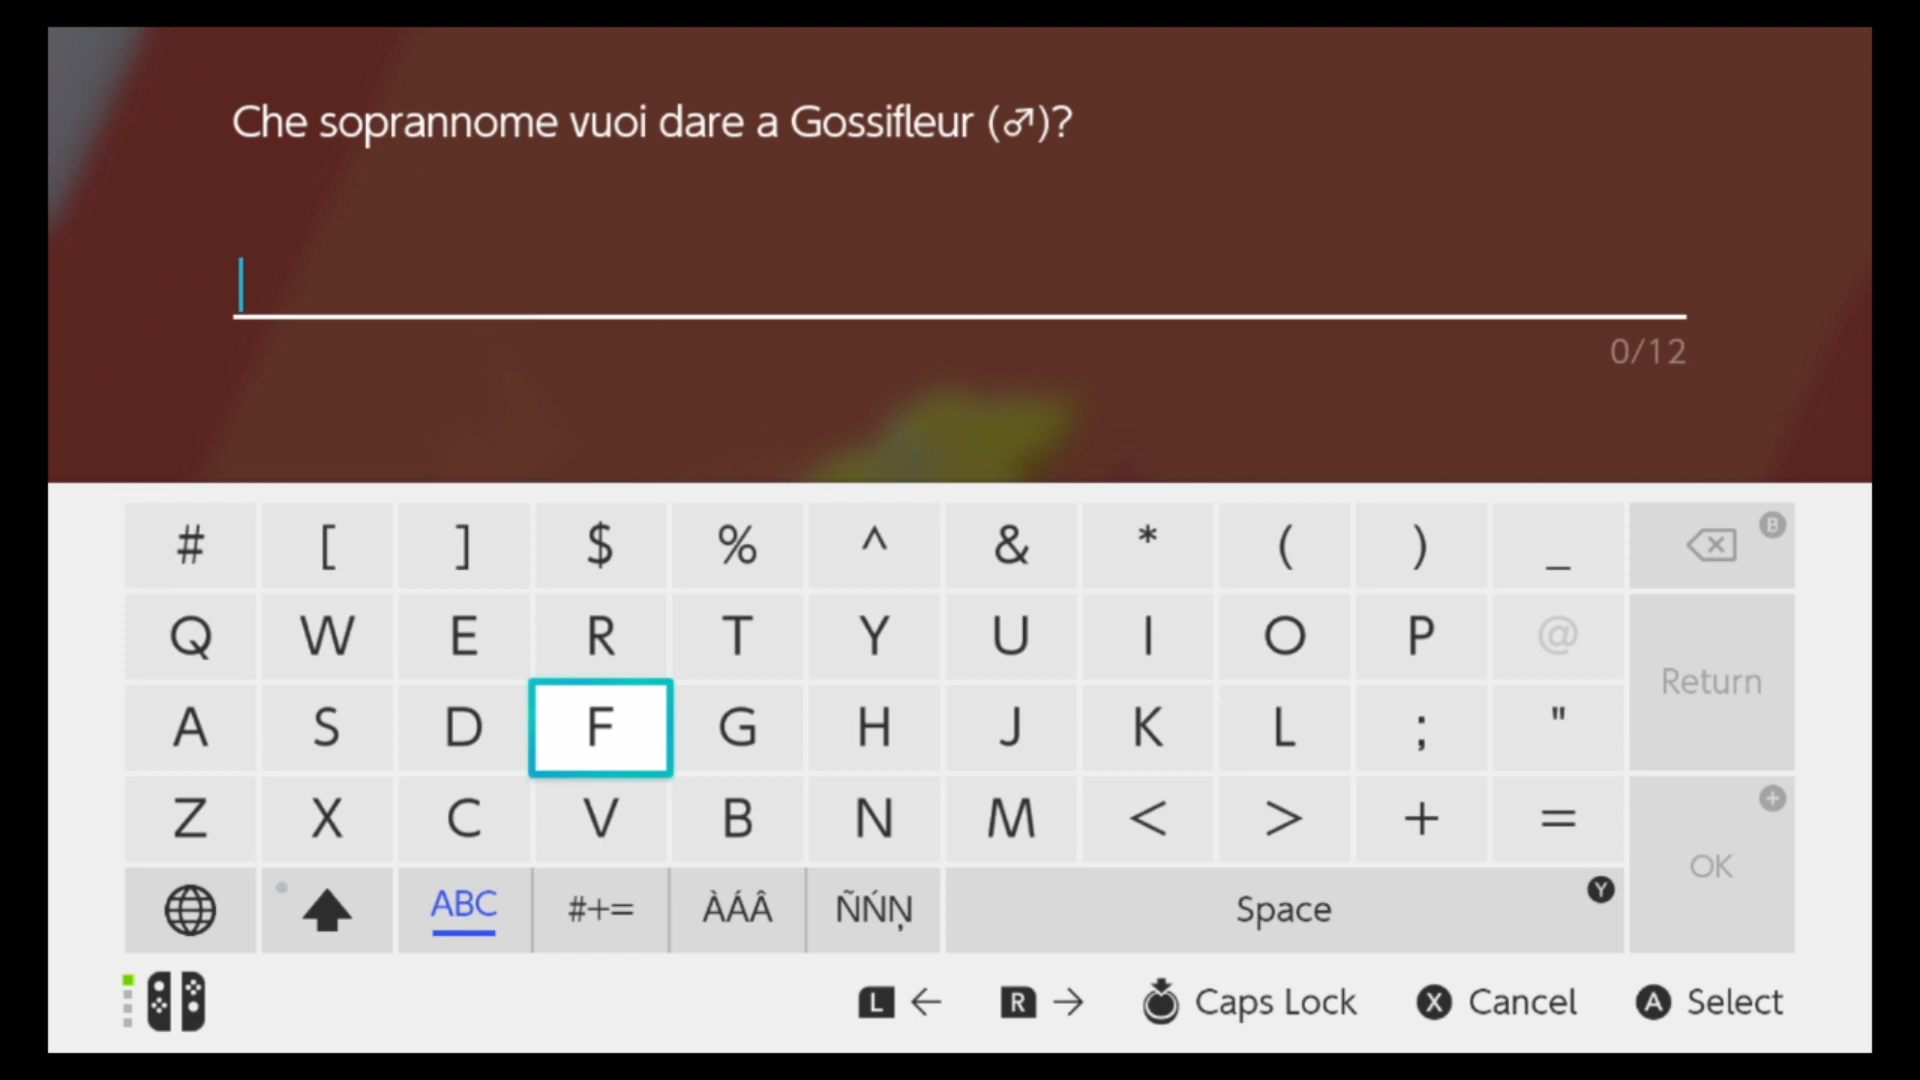 Che soprannome vuoi dare a Gossifleur (♂)?
0/12
# [ ] $ % ^ & * ( ) _ B
Q W E R T Y U I O P @
Return
A S D F G H J K L ; "
Z X C V B N M < > + = +
OK
ABC #+= ÀÁÂ ÑŃŅ Space Y
L ← R → Caps Lock X Cancel A Select